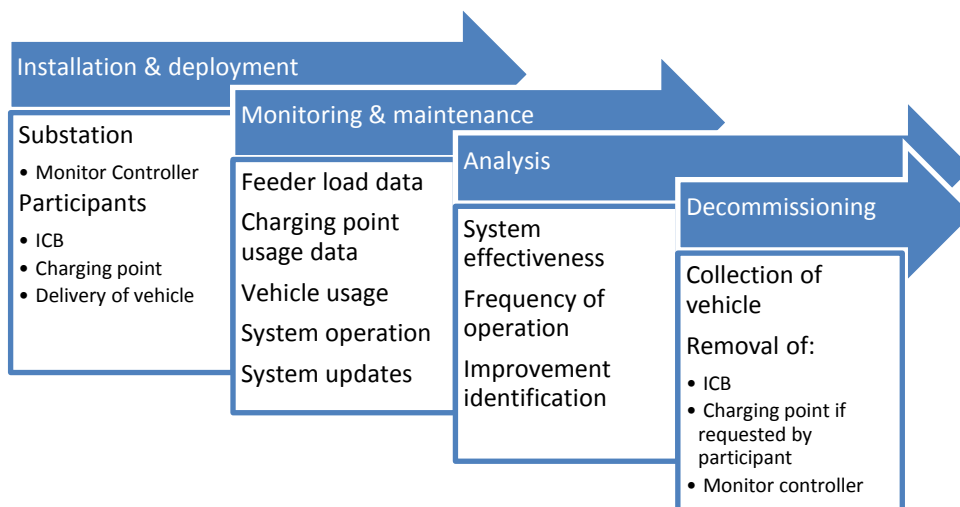 Installation & deployment
Substation
• Monitor Controller
Participants
• ICB
• Charging point
• Delivery of vehicle
Monitoring & maintenance
Feeder load data
Charging point
usage data
Vehicle usage
System operation
System updates
Analysis
System
effectiveness
Frequency of
operation
Improvement
identification
Decommissioning
Collection of
vehicle
Removal of:
• ICB
• Charging point if
requested by
participant
• Monitor controller